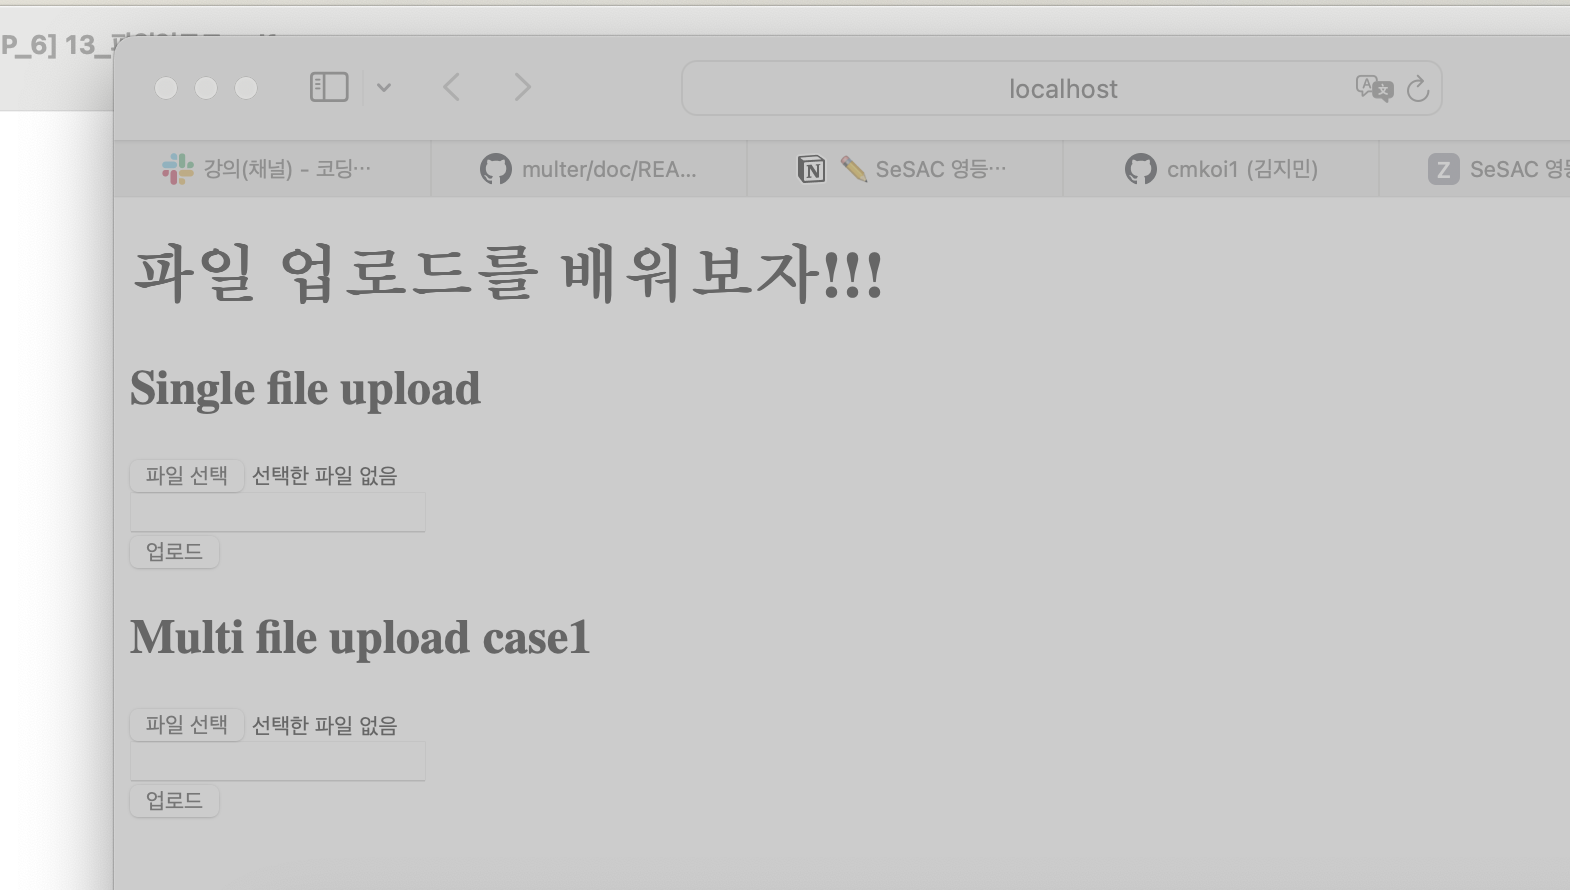 P_6] 13_
localhost
강의(채널) - 코딩…
multer/doc/REA...
SeSAC 영등…
cmkoi1 (김지민)
Z SeSAC
파일 업로드를 배워보자!!!
Single file upload
파일 선택 선택한 파일 없음
업로드
Multi file upload case1
파일 선택 선택한 파일 없음
업로드